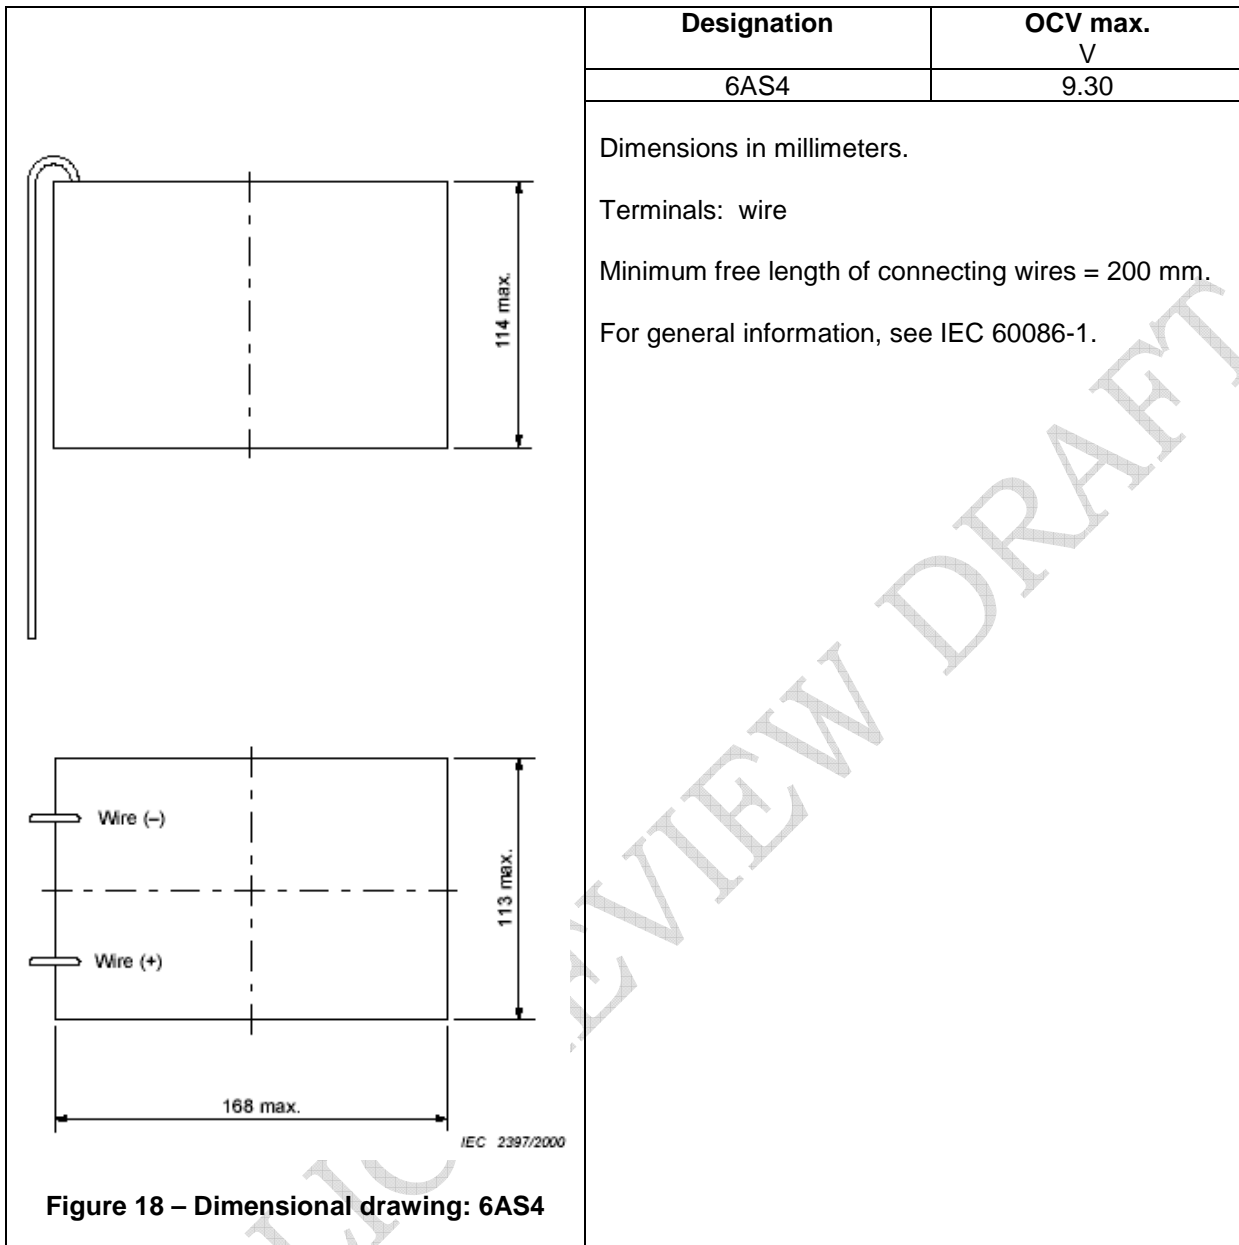 Designation OCV max.
V
6AS4 9.30
Dimensions in millimeters.
Terminals: wire
Minimum free length of connecting wires = 200 mm.
For general information, see IEC 60086-1.
114 max.
Wire (–)
113 max.
Wire (+)
168 max.
IEC 2397/2000
Figure 18 – Dimensional drawing: 6AS4
LIC REVIEW DRAFT